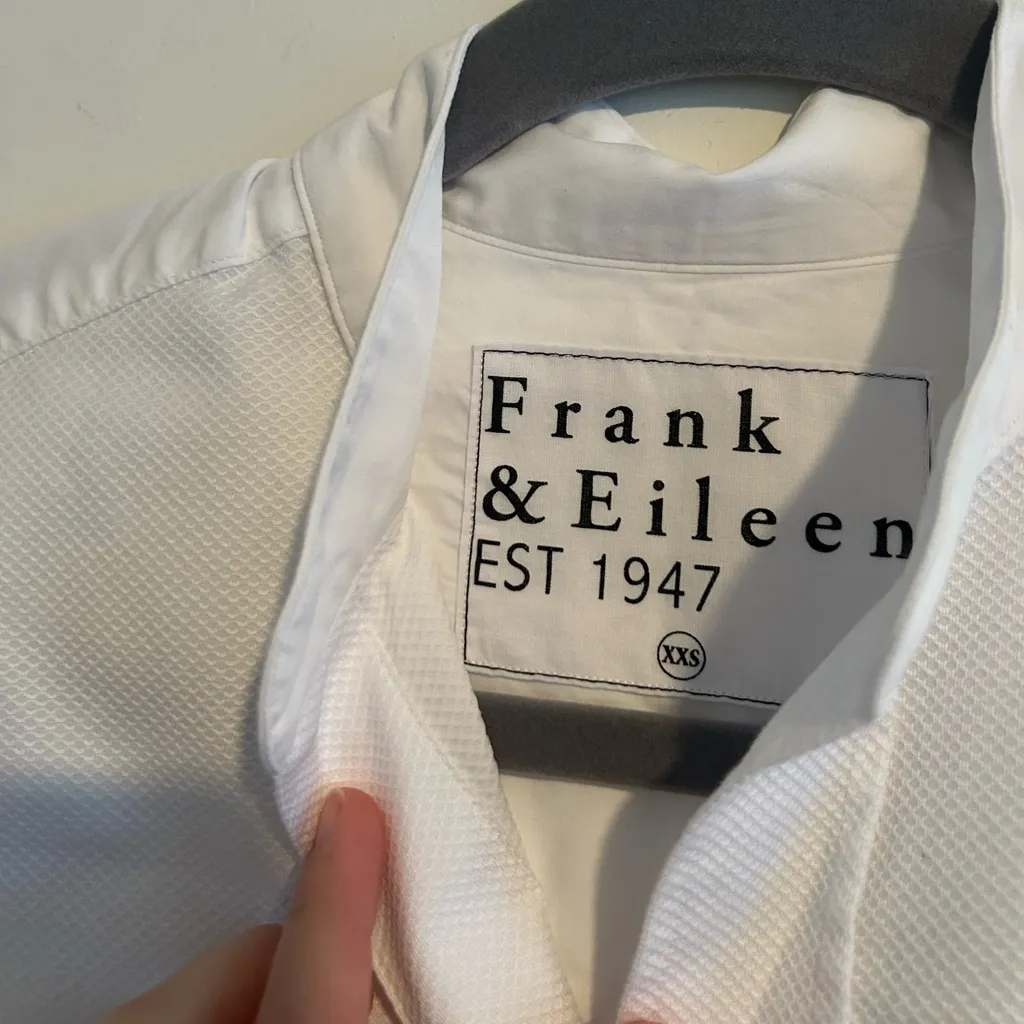 Frank
& Eileen
EST 1947
XXS